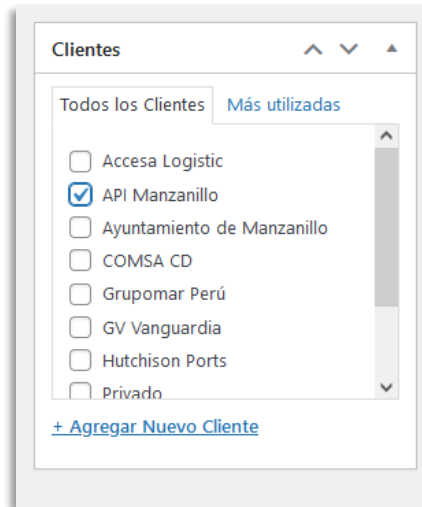 Clientes
Todos los Clientes Más utilizadas
Accesa Logistic
API Manzanillo
Ayuntamiento de Manzanillo
COMSA CD
Grupomar Perú
GV Vanguardia
Hutchison Ports
Privado
+ Agregar Nuevo Cliente